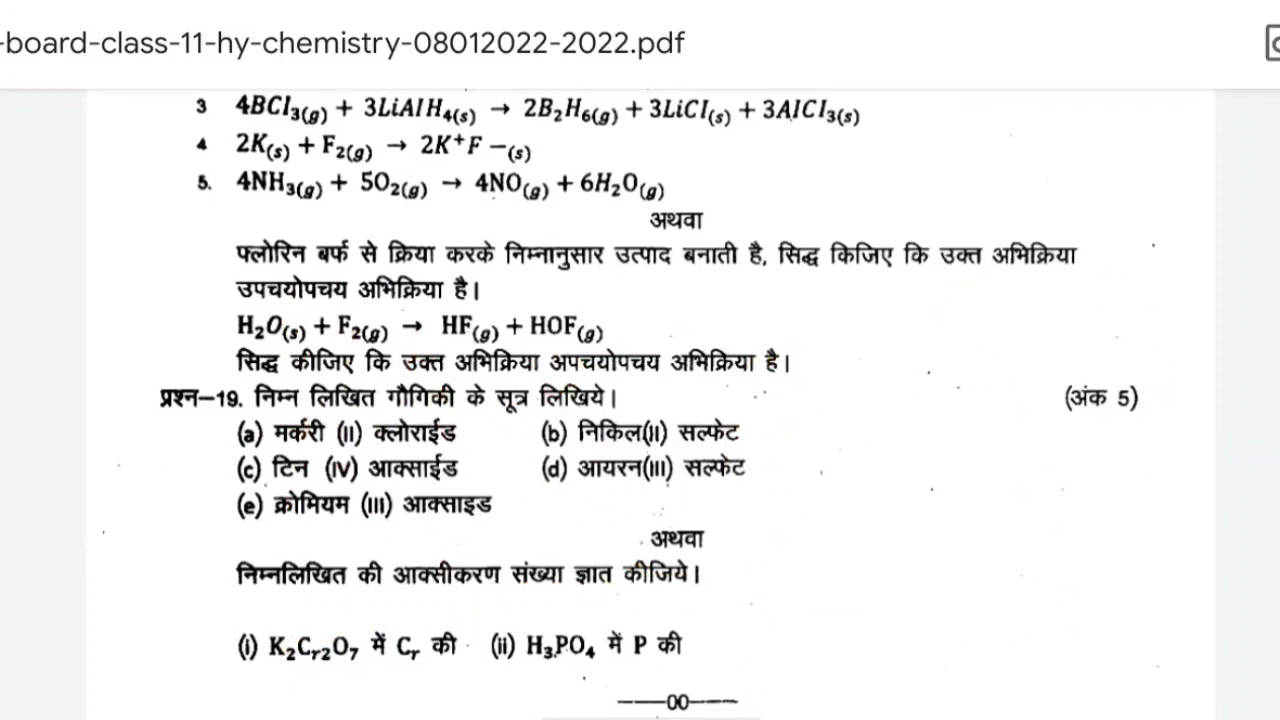 -board-class-11-hy-chemistry-08012022-2022.pdf
3 4BCl₃(g) + 3LiAlH₄(s) → 2B₂H₆(g) + 3LiCl(s) + 3AlCl₃(s)
4 2K(s) + F₂(g) → 2K⁺F −(s)
5. 4NH₃(g) + 5O₂(g) → 4NO(g) + 6H₂O(g)
अथवा
फ्लोरिन बर्फ से क्रिया करके निम्नानुसार उत्पाद बनाती है, सिद्ध किजिए कि उक्त अभिक्रिया
उपचयोपचय अभिक्रिया है।
H₂O(s) + F₂(g) → HF(g) + HOF(g)
सिद्ध कीजिए कि उक्त अभिक्रिया अपचयोपचय अभिक्रिया है।
प्रश्न–19. निम्न लिखित गौगिकी के सूत्र लिखिये। (अंक 5)
(a) मर्करी (II) क्लोराईड (b) निकिल(II) सल्फेट
(c) टिन (IV) आक्साईड (d) आयरन(III) सल्फेट
(e) क्रोमियम (III) आक्साइड
अथवा
निम्नलिखित की आक्सीकरण संख्या ज्ञात कीजिये।
(i) K₂Cᵣ₂O₇ में Cᵣ की (ii) H₃PO₄ में P की
——00——